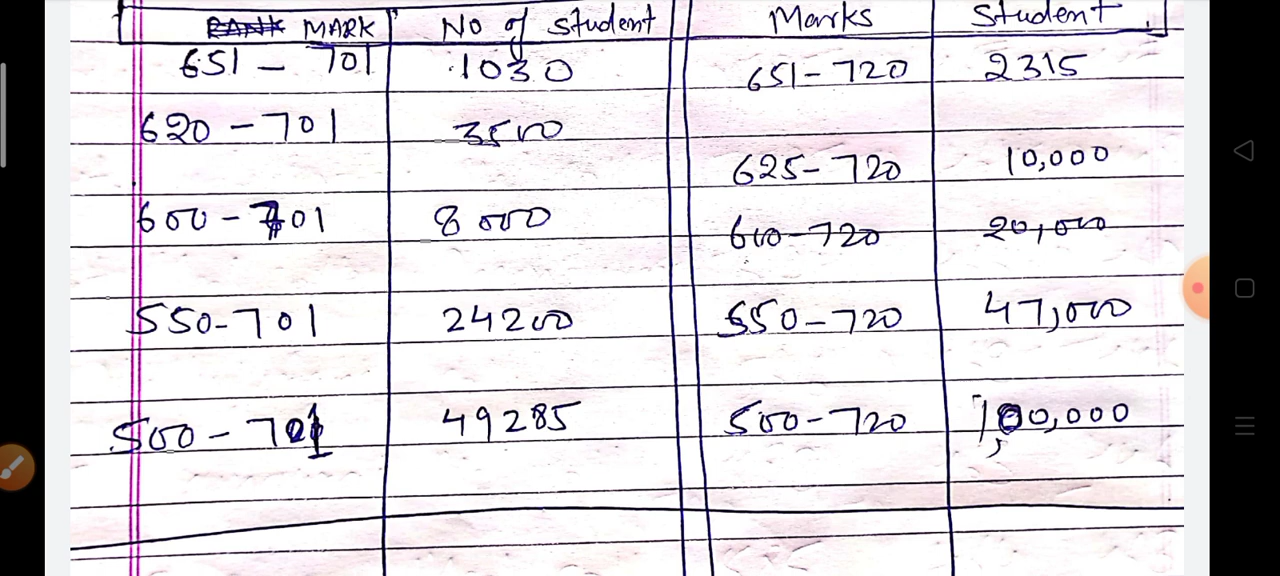 MARK No of student Marks Student
651 - 701 1030 651-720 2315
620 - 701 3500
625-720 10,000
600-701 8000
600-720 20,000
550-701 24200 550-720 47,000
500-701 49285 500-720 1,00,000